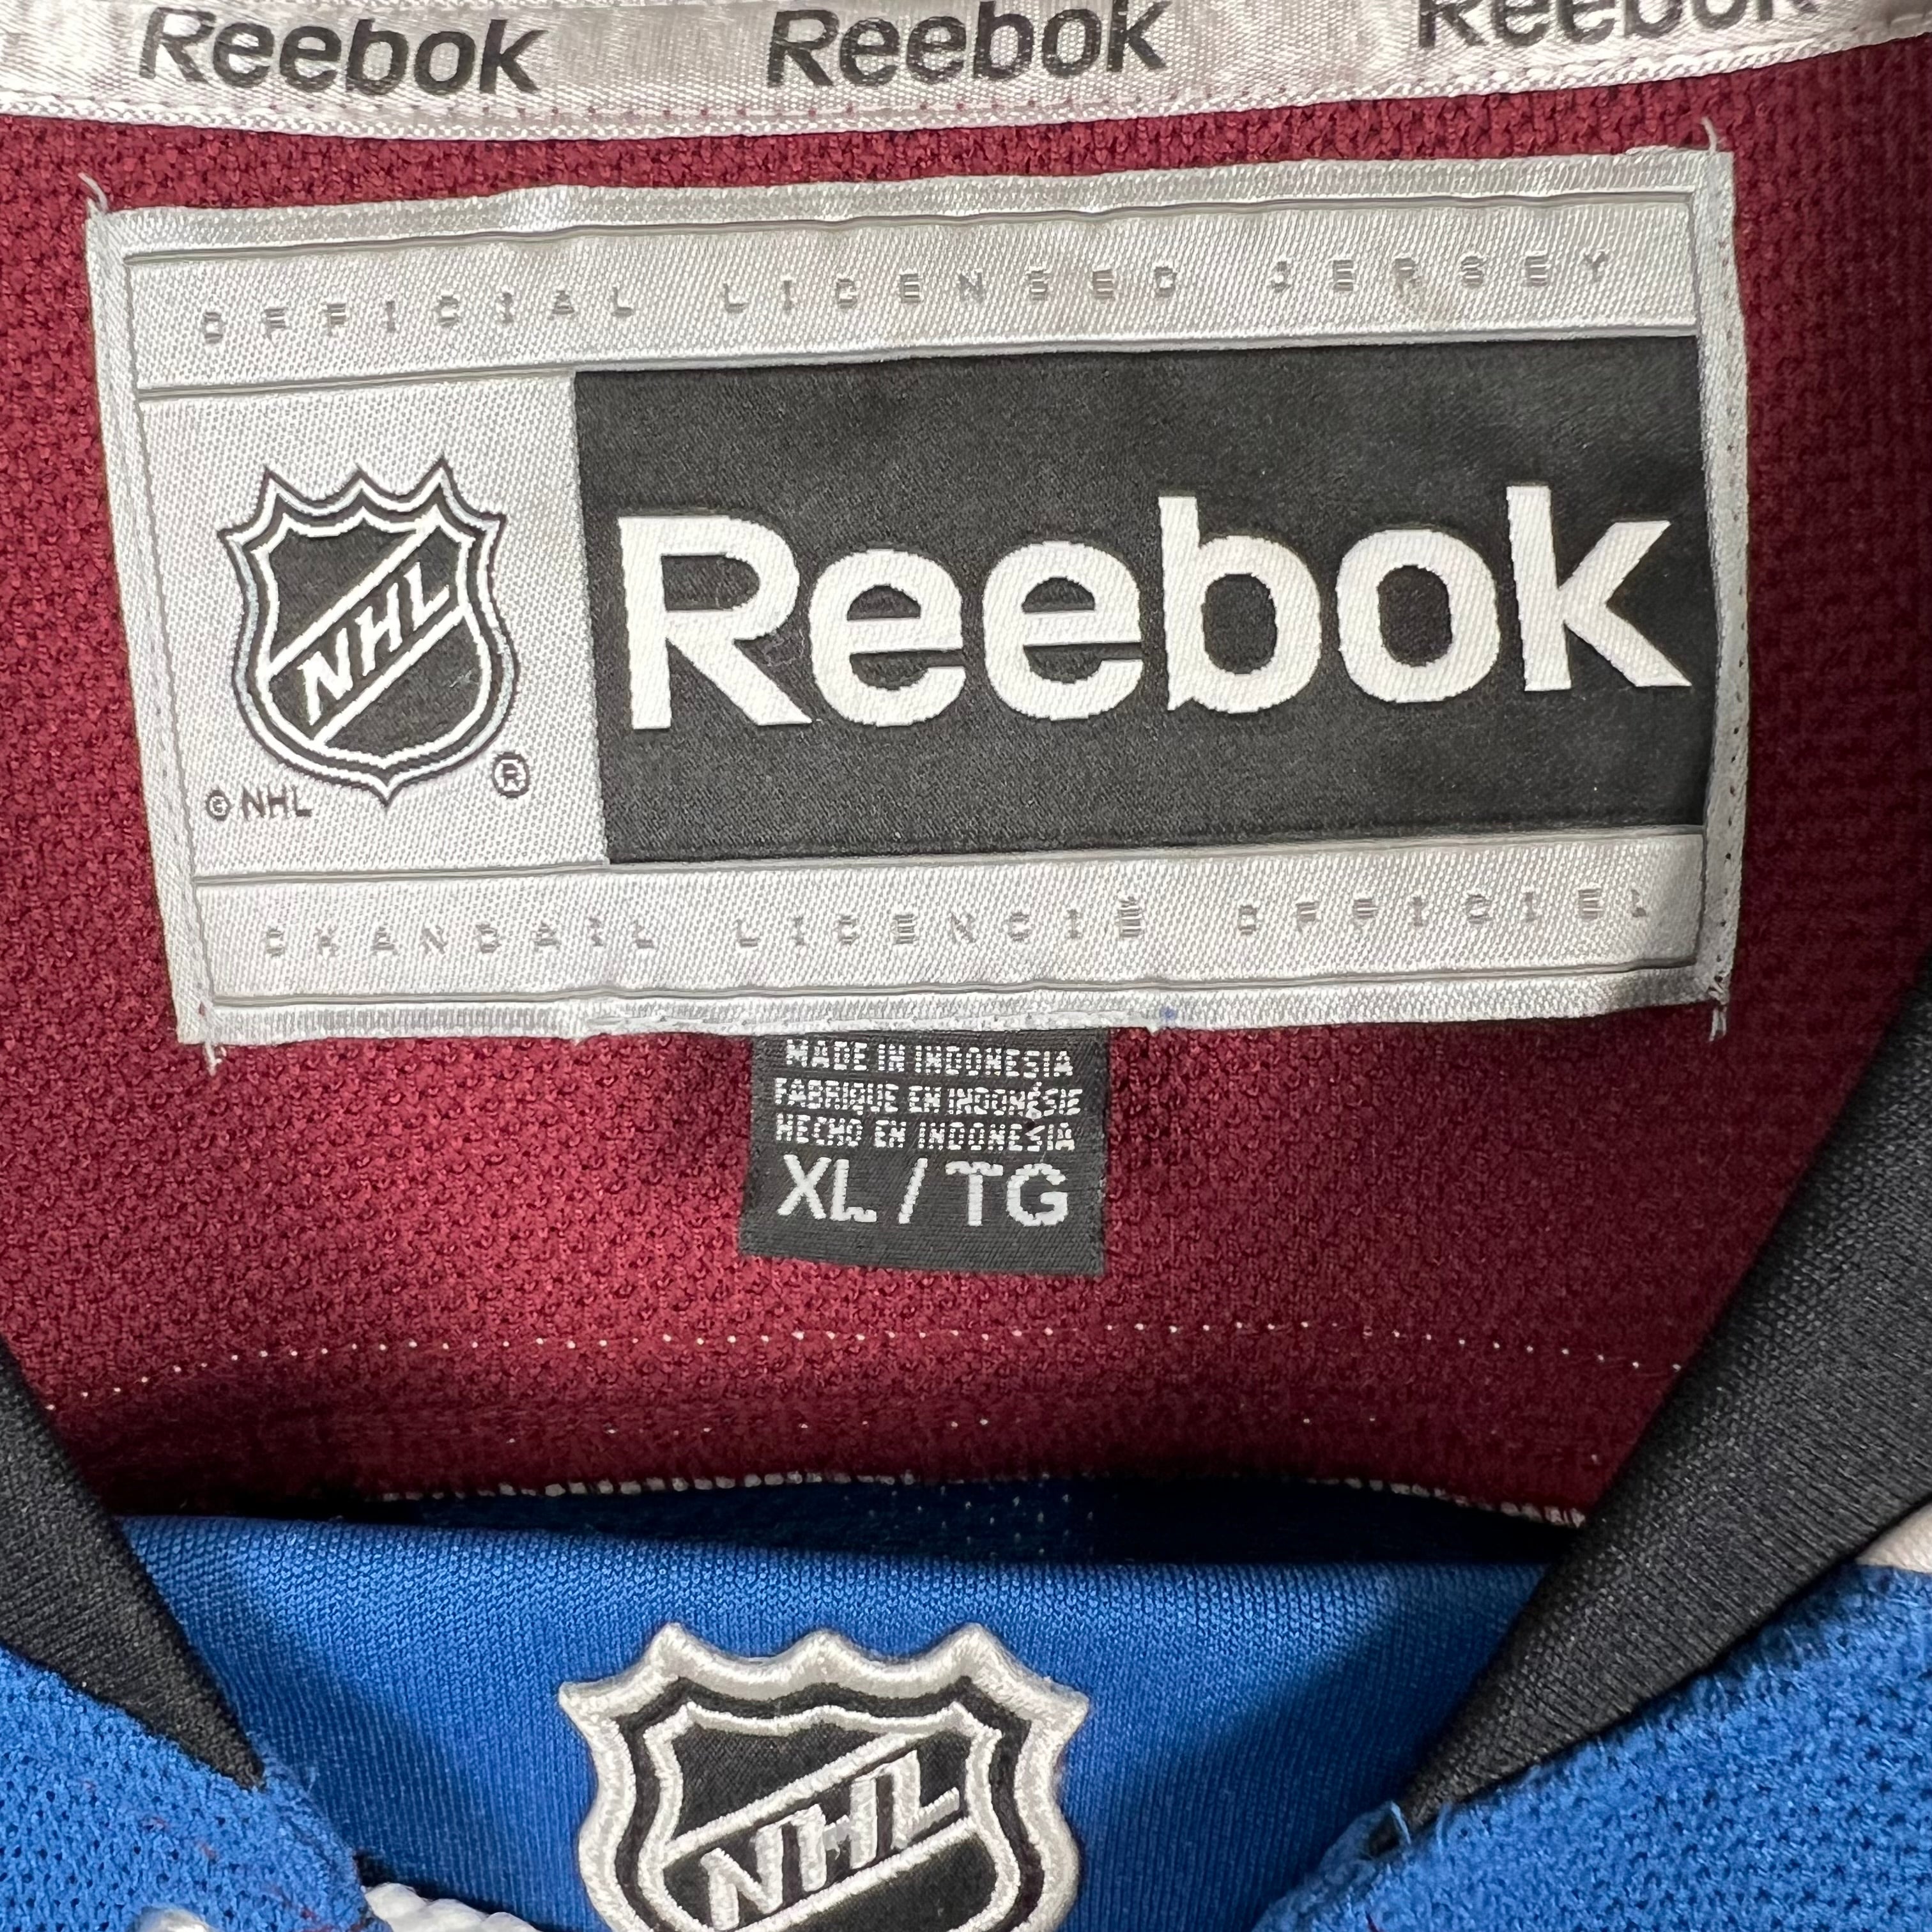 Reebok Reebok Reebok
OFFICIAL LICENSED JERSEY
NHL
Reebok
®
© NHL
CHANDAIL LICENCIÉ OFFICIEL
MADE IN INDONESIA
FABRIQUE EN INDONÉSIE
HECHO EN INDONESIA
XL / TG
NHL